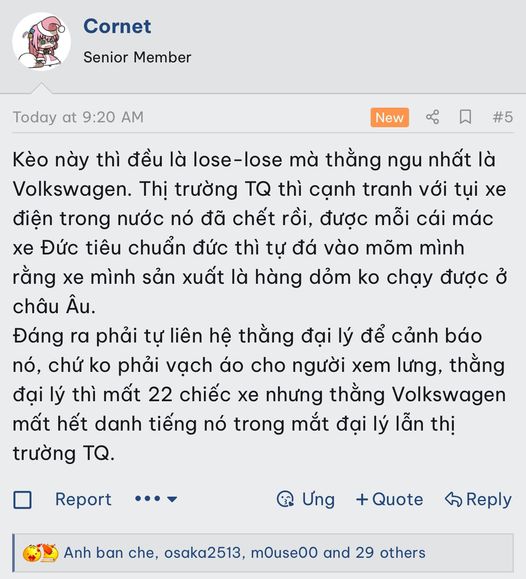 Cornet
Senior Member
Today at 9:20 AM New #5
Kèo này thì đều là lose-lose mà thằng ngu nhất là
Volkswagen. Thị trường TQ thì cạnh tranh với tụi xe
điện trong nước nó đã chết rồi, được mỗi cái mác
xe Đức tiêu chuẩn đức thì tự đá vào mõm mình
rằng xe mình sản xuất là hàng dỏm ko chạy được ở
châu Âu.
Đáng ra phải tự liên hệ thằng đại lý để cảnh báo
nó, chứ ko phải vạch áo cho người xem lưng, thằng
đại lý thì mất 22 chiếc xe nhưng thằng Volkswagen
mất hết danh tiếng nó trong mắt đại lý lẫn thị
trường TQ.
Report ••• Ưng +Quote Reply
Anh ban che, osaka2513, m0use00 and 29 others